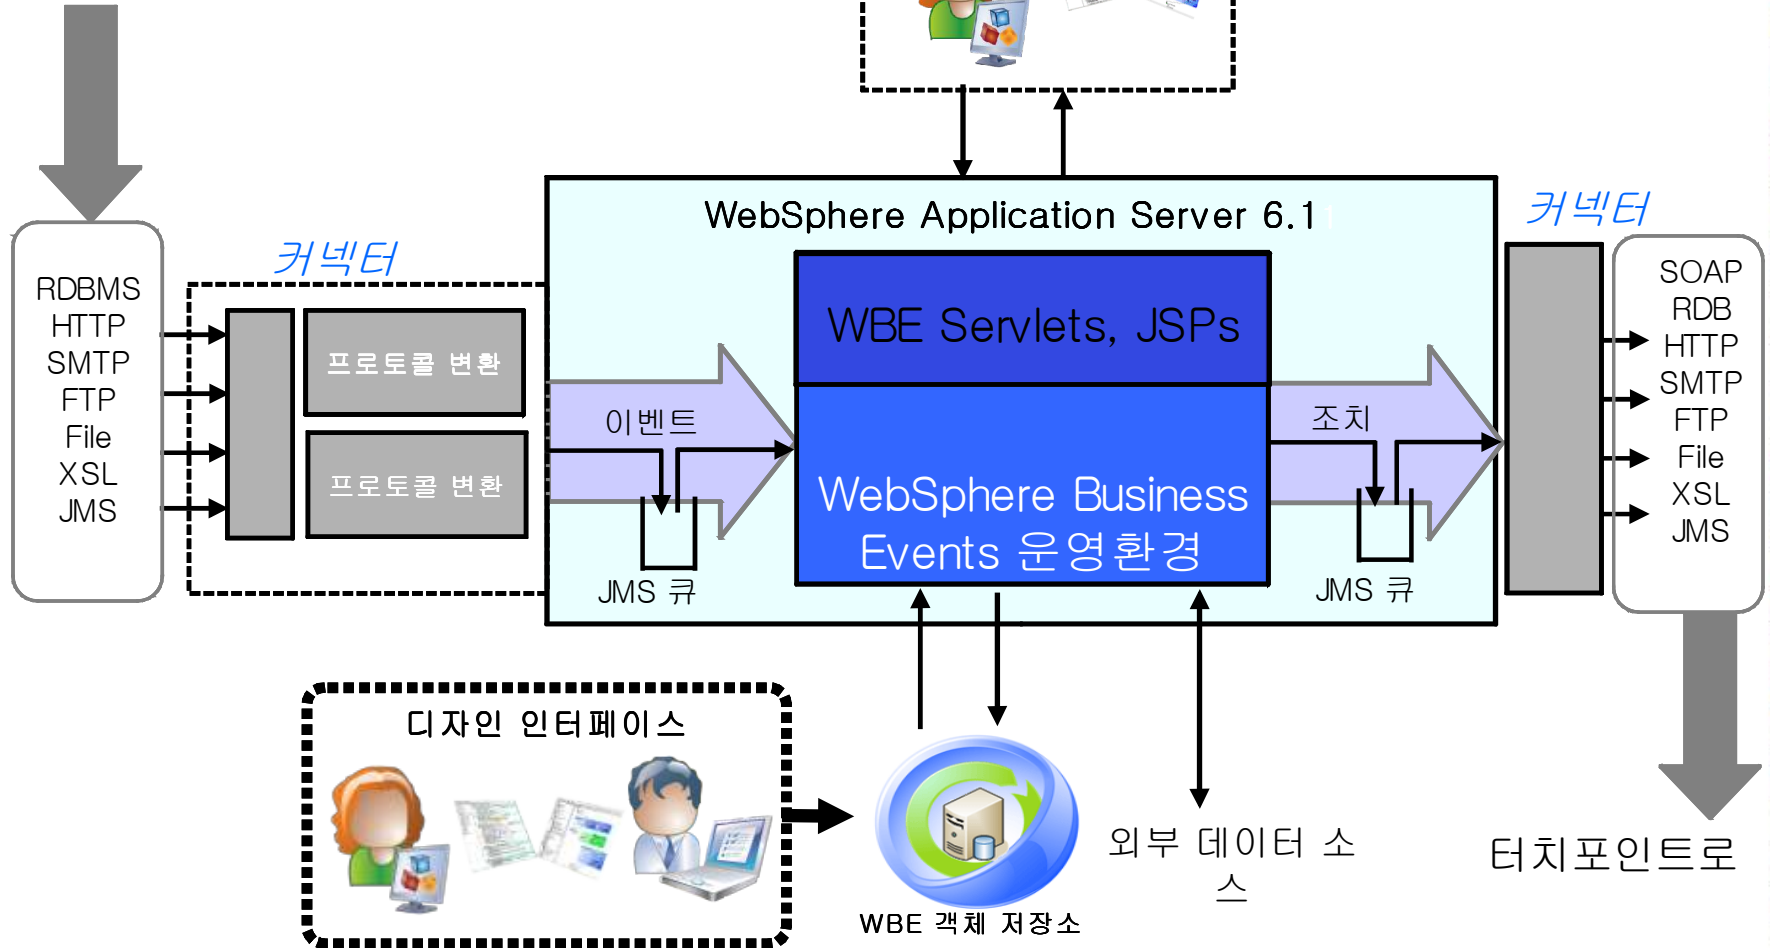 WebSphere Application Server 6.1
커넥터
RDBMS
HTTP
SMTP
FTP
File
XSL
JMS
커넥터
프로토콜 변환
프로토콜 변환
이벤트
JMS 큐
WBE Servlets, JSPs
WebSphere Business
Events 운영환경
조치
JMS 큐
SOAP
RDB
HTTP
SMTP
FTP
File
XSL
JMS
디자인 인터페이스
WBE 객체 저장소
외부 데이터 소
스
터치포인트로